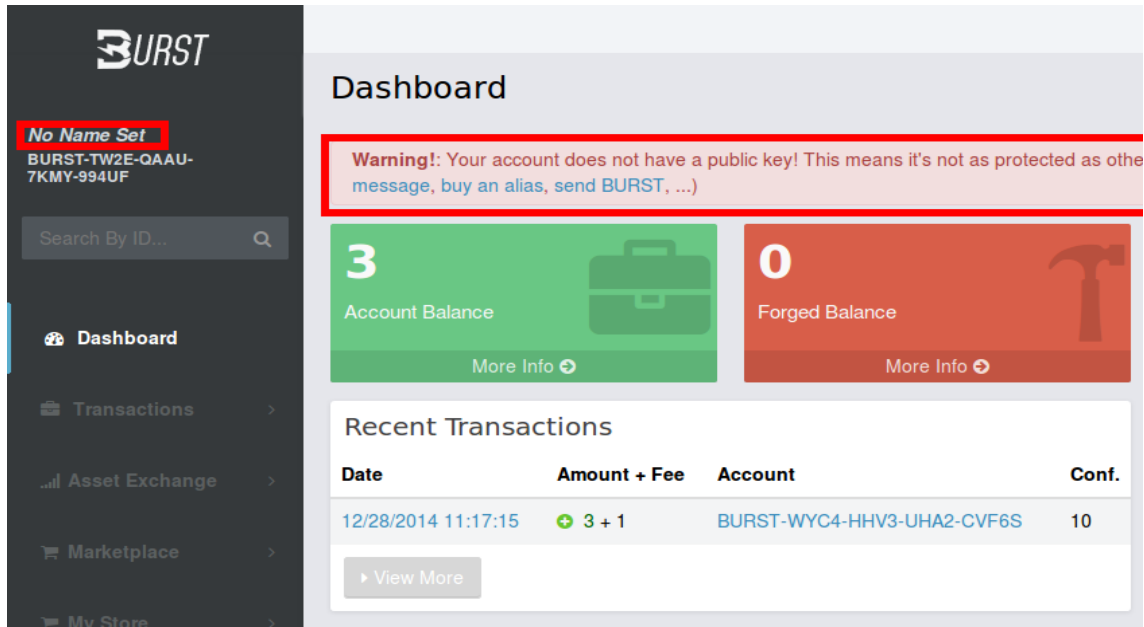 BURST
No Name Set
BURST-TW2E-QAAU-
7KMY-994UF
Search By ID...
Dashboard
Transactions
Asset Exchange
Marketplace
My Store
Dashboard
Warning!: Your account does not have a public key! This means it's not as protected as othe
message, buy an alias, send BURST, ...)
3
Account Balance
More Info
0
Forged Balance
More Info
Recent Transactions
Date Amount + Fee Account Conf.
12/28/2014 11:17:15 3 + 1 BURST-WYC4-HHV3-UHA2-CVF6S 10
View More